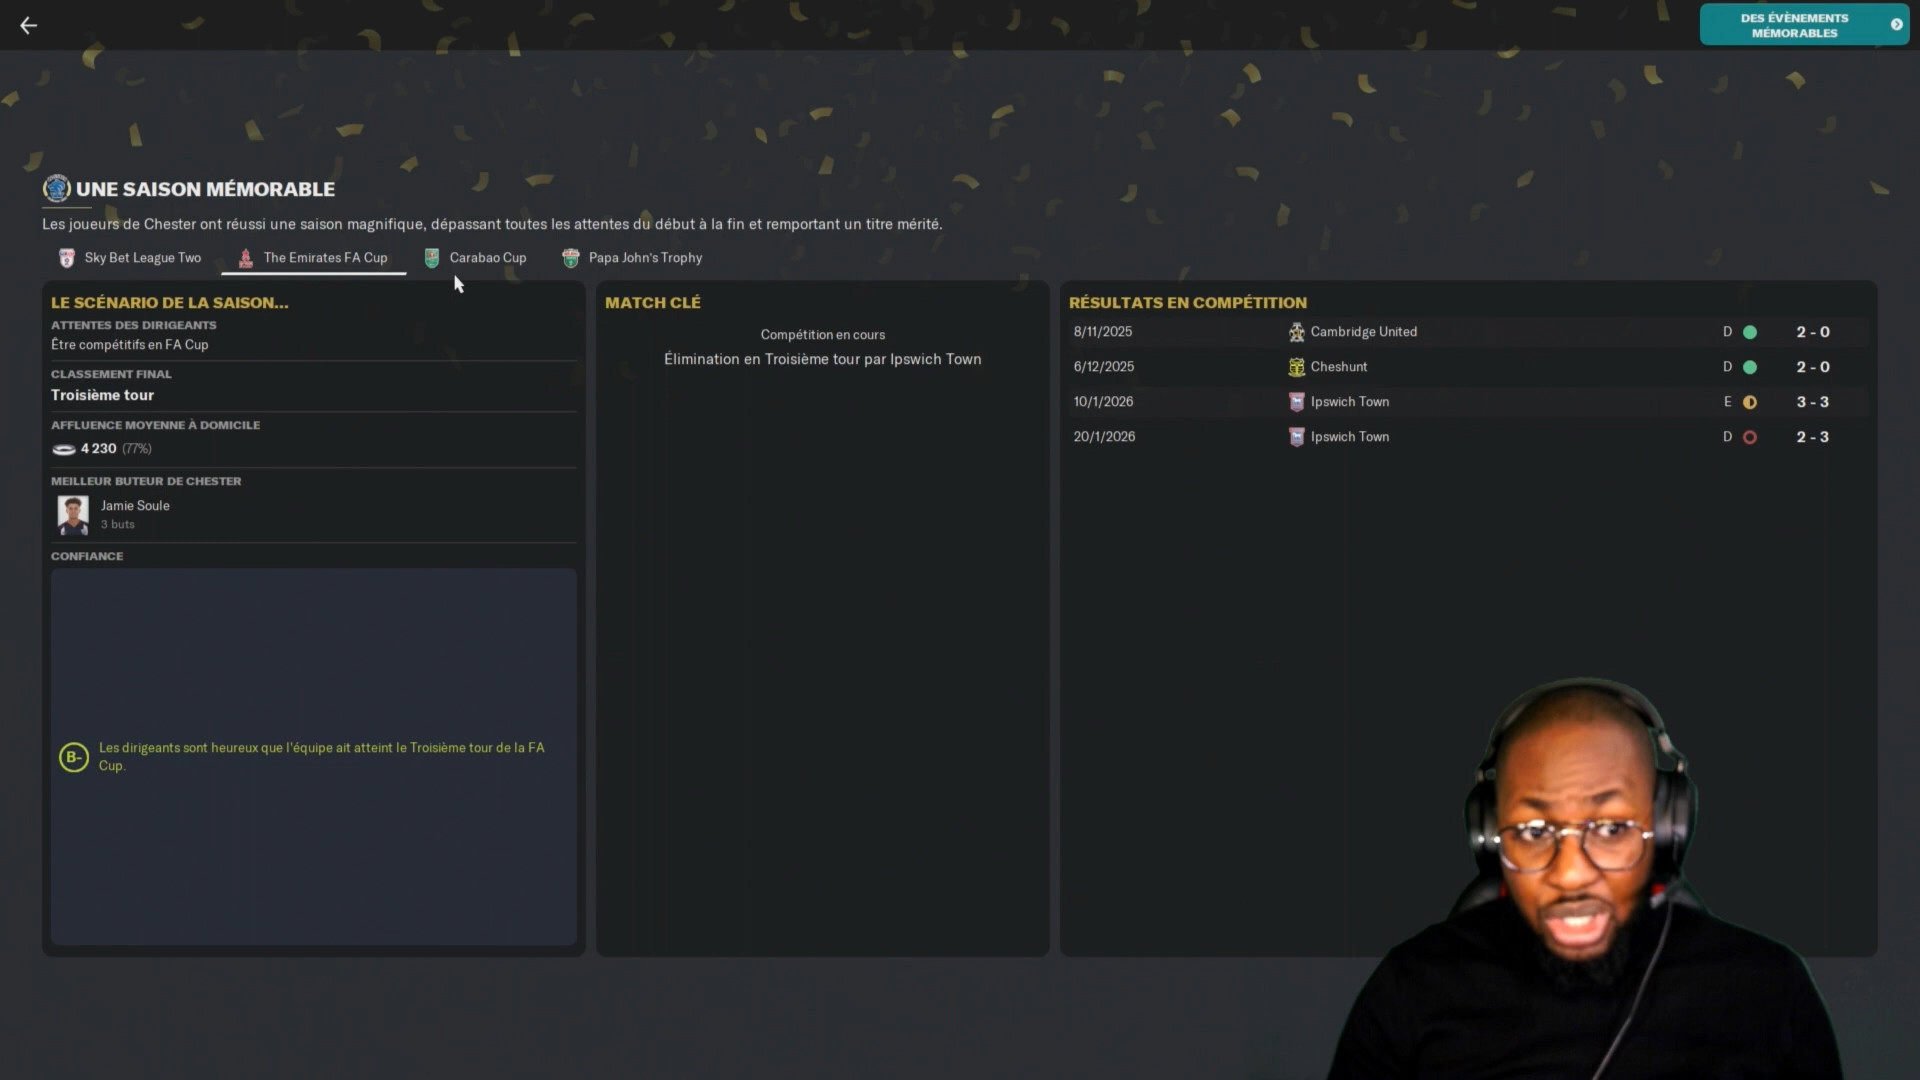 DES ÉVÈNEMENTS
MÉMORABLES
UNE SAISON MÉMORABLE
Les joueurs de Chester ont réussi une saison magnifique, dépassant toutes les attentes du début à la fin et remportant un titre mérité.
Sky Bet League Two The Emirates FA Cup Carabao Cup Papa John's Trophy
LE SCÉNARIO DE LA SAISON...
ATTENTES DES DIRIGEANTS
Être compétitifs en FA Cup
CLASSEMENT FINAL
Troisième tour
AFFLUENCE MOYENNE À DOMICILE
4 230 (77%)
MEILLEUR BUTEUR DE CHESTER
Jamie Soule
3 buts
CONFIANCE
B- Les dirigeants sont heureux que l'équipe ait atteint le Troisième tour de la FA
Cup.
MATCH CLÉ
Compétition en cours
Élimination en Troisième tour par Ipswich Town
RÉSULTATS EN COMPÉTITION
8/11/2025 Cambridge United D 2 - 0
6/12/2025 Cheshunt D 2 - 0
10/1/2026 Ipswich Town E 3 - 3
20/1/2026 Ipswich Town D 2 - 3